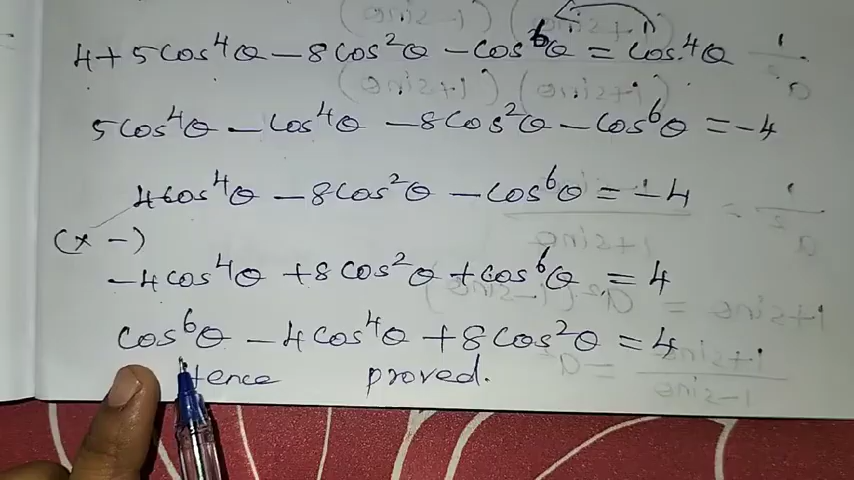 4 + 5cos⁴θ − 8cos²θ − cos⁶θ = cos⁴θ
5cos⁴θ − cos⁴θ − 8cos²θ − cos⁶θ = −4
4cos⁴θ − 8cos²θ − cos⁶θ = −4
(x −)
−4cos⁴θ + 8cos²θ + cos⁶θ = 4
cos⁶θ − 4cos⁴θ + 8cos²θ = 4
Hence proved.